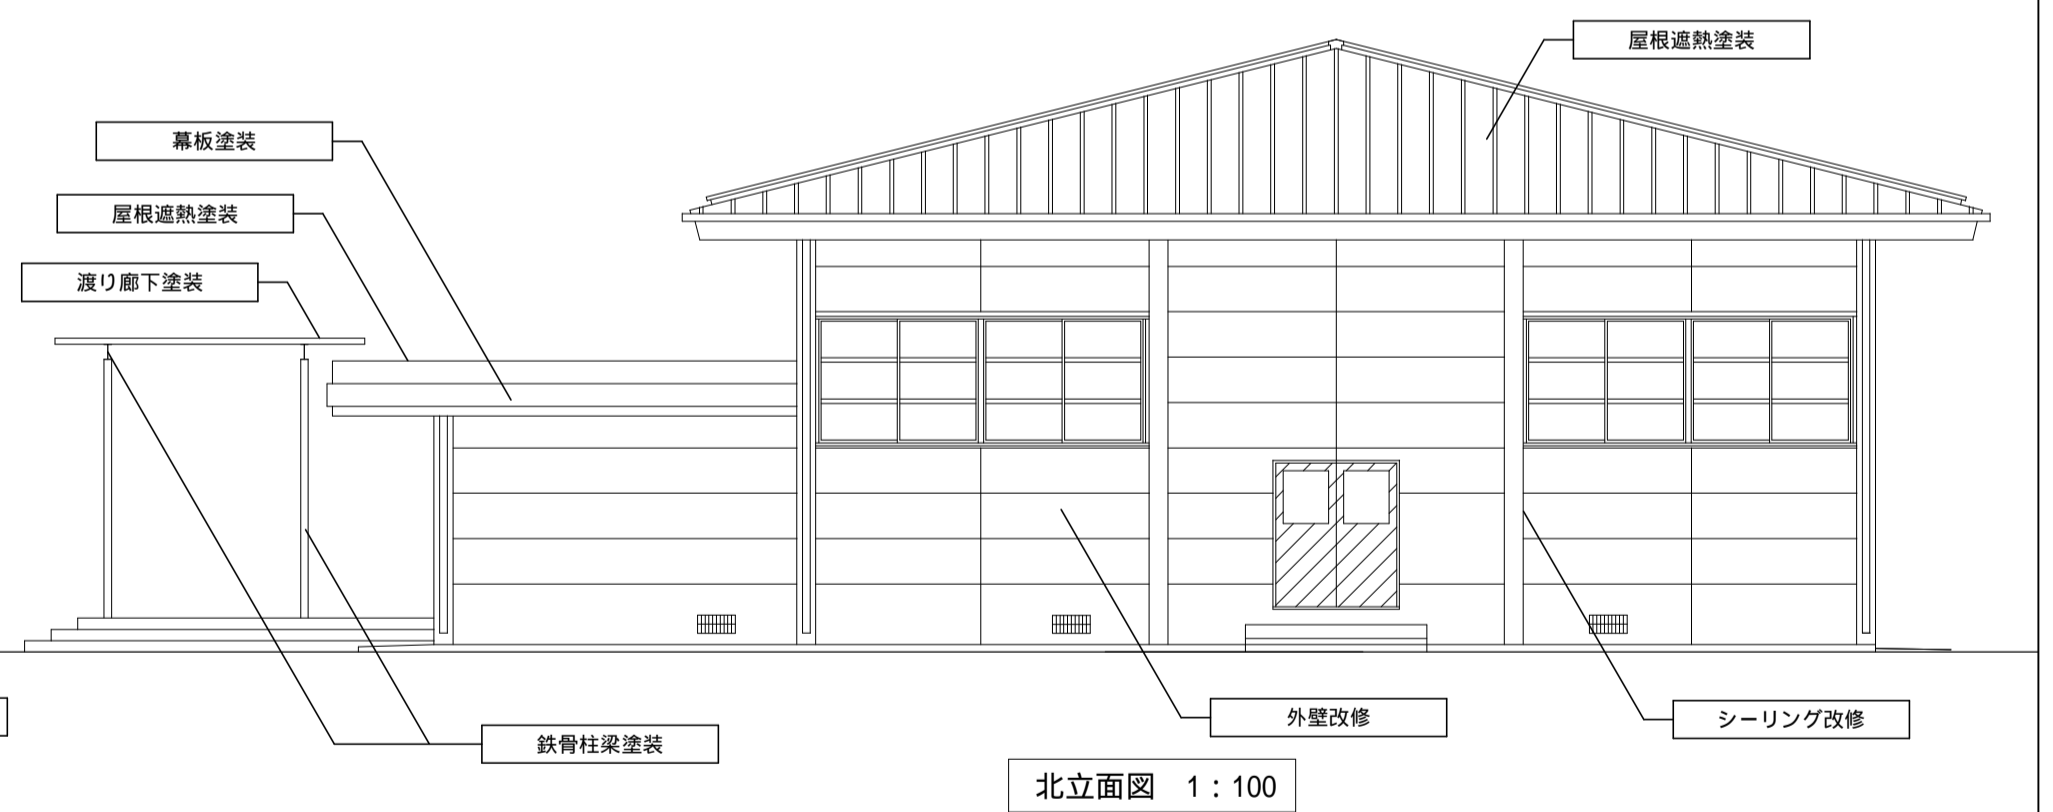 屋根遮熱塗装
幕板塗装
屋根遮熱塗装
渡り廊下塗装
外壁改修
シーリング改修
鉄骨柱梁塗装
北立面図　1：100